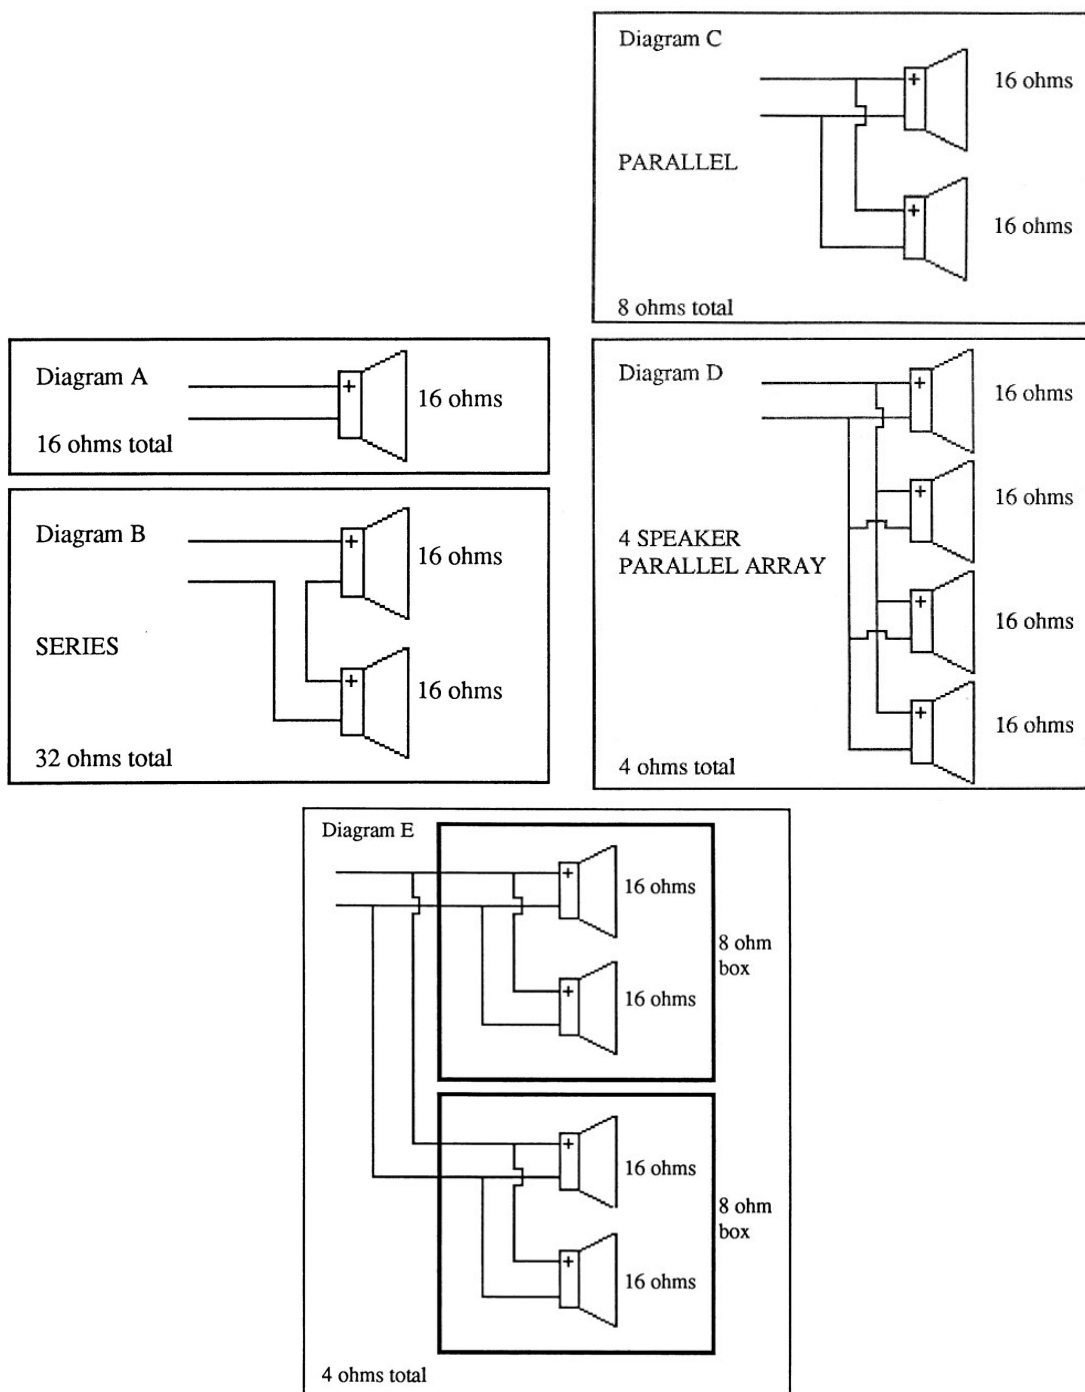 Diagram C
+
16 ohms
PARALLEL
+
16 ohms
8 ohms total
Diagram A
+
16 ohms
16 ohms total
Diagram B
+
16 ohms
SERIES
+
16 ohms
32 ohms total
Diagram D
+
16 ohms
+
16 ohms
4 SPEAKER
PARALLEL ARRAY
+
16 ohms
+
16 ohms
4 ohms total
Diagram E
+
16 ohms
8 ohm
box
+
16 ohms
+
16 ohms
8 ohm
box
+
16 ohms
4 ohms total